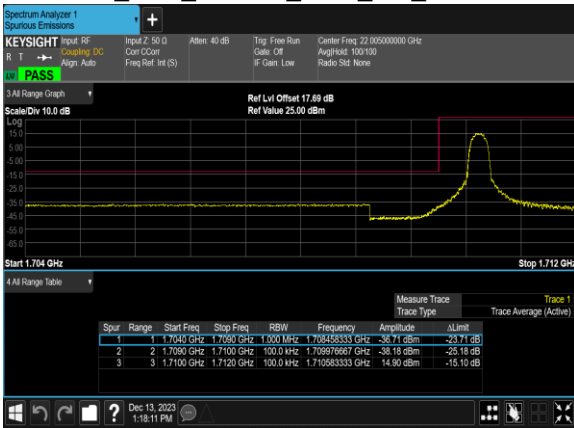 Spectrum Analyzer 1
Spurious Emissions
KEYSIGHT Input: RF Input Z: 50 Ω Atten: 40 dB Trig: Free Run Center Freq: 22.005000000 GHz
R T Coupling: DC Corr CCorr Gate: Off Avg|Hold: 100/100
Align: Auto Freq Ref: Int (S) IF Gain: Low Radio Std: None
PASS
3 All Range Graph
Ref Lvl Offset 17.69 dB
Scale/Div 10.0 dB Ref Value 25.00 dBm
Log
15.0
5.00
-5.00
-15.0
-25.0
-35.0
-45.0
-55.0
-65.0
Start 1.704 GHz Stop 1.712 GHz
4 All Range Table
Measure Trace Trace 1
Trace Type Trace Average (Active)
Spur Range Start Freq Stop Freq RBW Frequency Amplitude ΔLimit
1 1 1.7040 GHz 1.7090 GHz 1.000 MHz 1.708458333 GHz -36.71 dBm -23.71 dB
2 2 1.7090 GHz 1.7100 GHz 100.0 kHz 1.709976667 GHz -38.18 dBm -25.18 dB
3 3 1.7100 GHz 1.7120 GHz 100.0 kHz 1.710583333 GHz 14.90 dBm -15.10 dB
Dec 13, 2023
1:18:11 PM